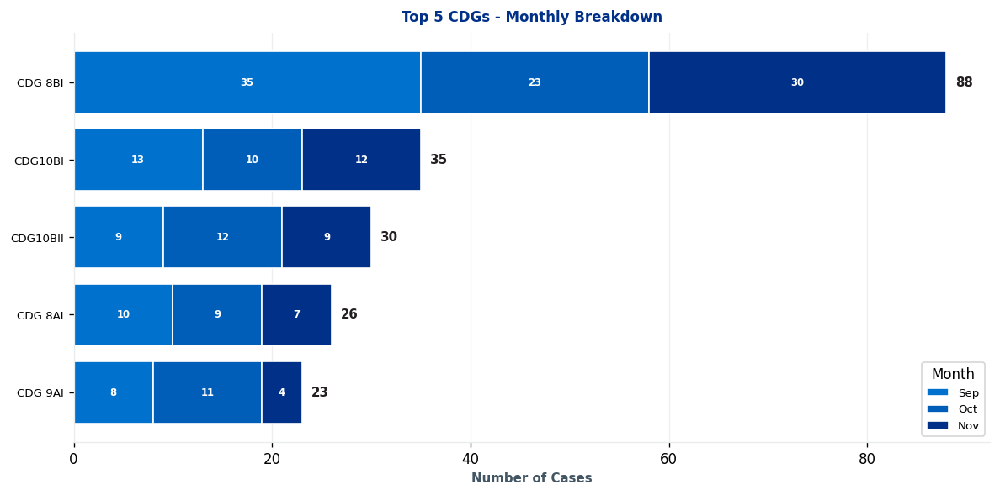 Top 5 CDGs - Monthly Breakdown
CDG 8BI 35 23 30 88
CDG10BI 13 10 12 35
CDG10BII 9 12 9 30
CDG 8AI 10 9 7 26
CDG 9AI 8 11 4 23
Month
Sep
Oct
Nov
0 20 40 60 80
Number of Cases